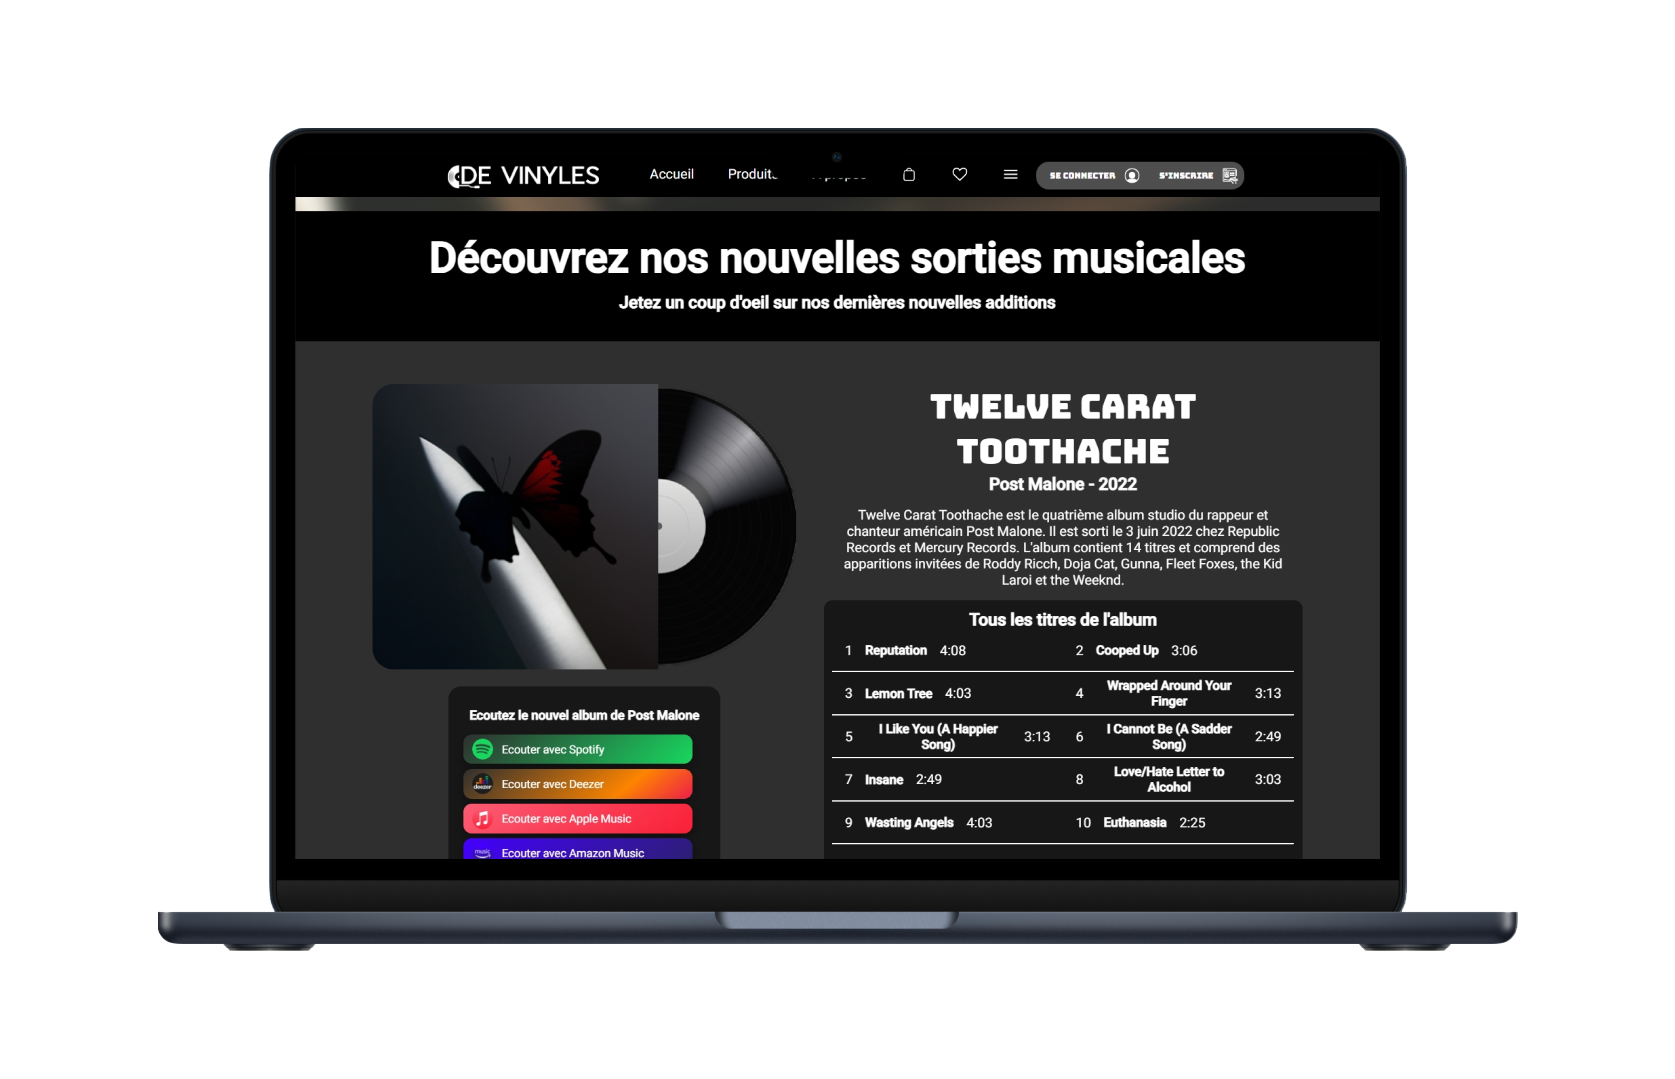 DE VINYLES Accueil Produits A propos SE CONNECTER S'INSCRIRE
Découvrez nos nouvelles sorties musicales
Jetez un coup d'oeil sur nos dernières nouvelles additions
TWELVE CARAT
TOOTHACHE
Post Malone - 2022
Twelve Carat Toothache est le quatrième album studio du rappeur et
chanteur américain Post Malone. Il est sorti le 3 juin 2022 chez Republic
Records et Mercury Records. L'album contient 14 titres et comprend des
apparitions invitées de Roddy Ricch, Doja Cat, Gunna, Fleet Foxes, the Kid
Laroi et the Weeknd.
Tous les titres de l'album
1 Reputation 4:08
2 Cooped Up 3:06
3 Lemon Tree 4:03
4 Wrapped Around Your
Finger 3:13
5 I Like You (A Happier
Song) 3:13
6 I Cannot Be (A Sadder
Song) 2:49
7 Insane 2:49
8 Love/Hate Letter to
Alcohol 3:03
9 Wasting Angels 4:03
10 Euthanasia 2:25
Ecoutez le nouvel album de Post Malone
Ecouter avec Spotify
deezer
Ecouter avec Deezer
Ecouter avec Apple Music
music
Ecouter avec Amazon Music